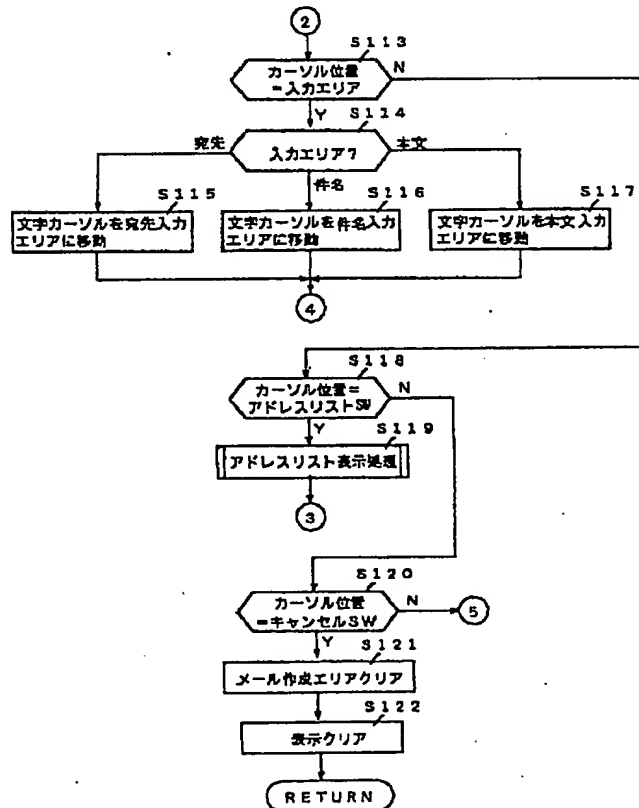 2
S113
カーソル位置
=入力エリア
N
Y
S114
宛先
入力エリア?
本文
件名
S115
文字カーソルを宛先入力
エリアに移動
S116
文字カーソルを件名入力
エリアに移動
S117
文字カーソルを本文入力
エリアに移動
4
S118
カーソル位置=
アドレスリストSW
N
Y
S119
アドレスリスト表示処理
3
S120
カーソル位置
=キャンセルSW
N
5
Y
S121
メール作成エリアクリア
S122
表示クリア
RETURN